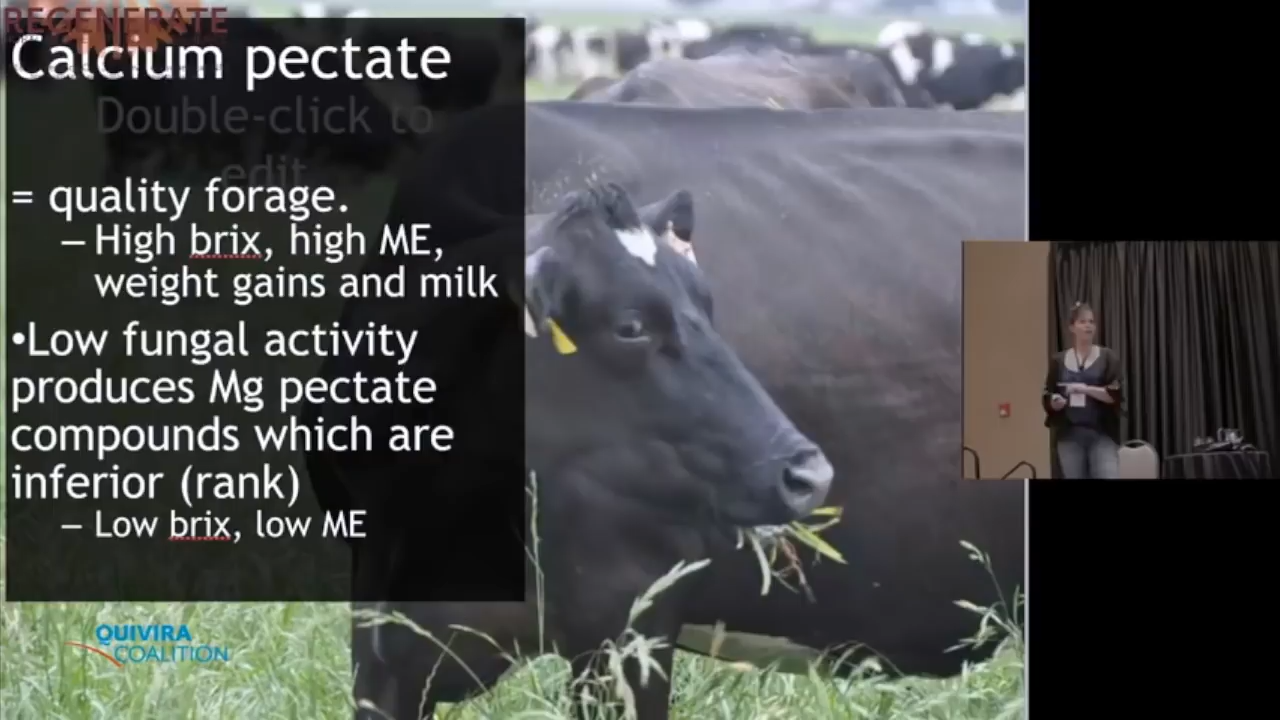 REGENERATE
Calcium pectate
Double-click to
edit
= quality forage.
– High brix, high ME,
weight gains and milk
•Low fungal activity
produces Mg pectate
compounds which are
inferior (rank)
– Low brix, low ME
QUIVIRA
COALITION